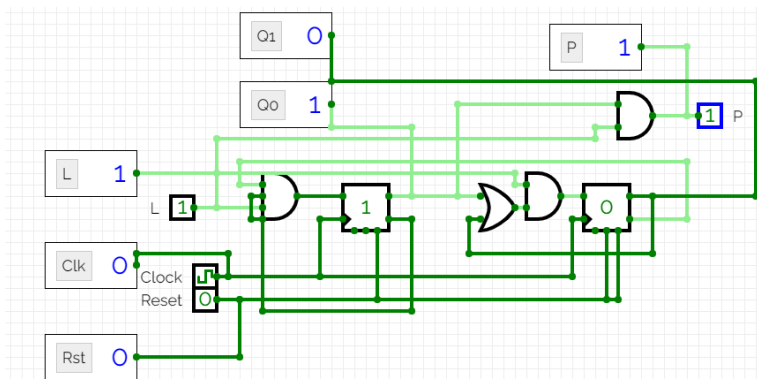 Q1 0
P 1
Q0 1
1 P
L 1
L 1
1
0
Clk 0
Clock
Reset 0
Rst 0